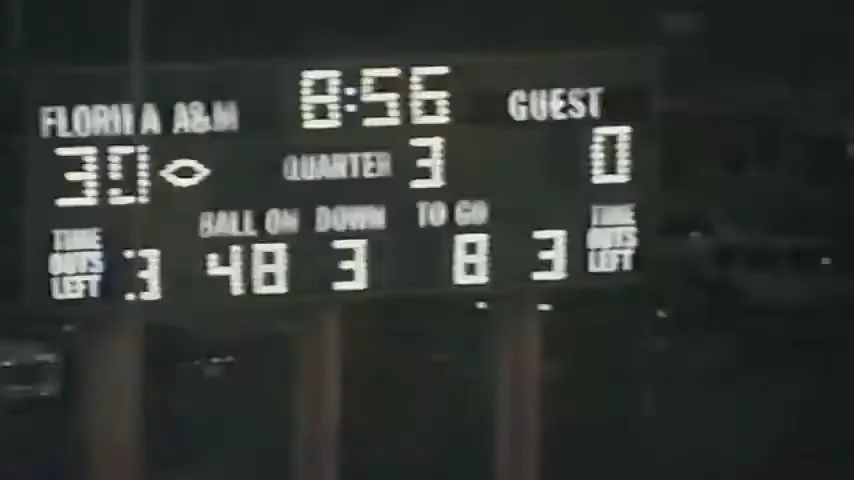 8:56
FLORIDA A&M GUEST
30 QUARTER 3 0
BALL ON DOWN TO GO
TIME OUTS LEFT 3 48 3 8 3 TIME OUTS LEFT